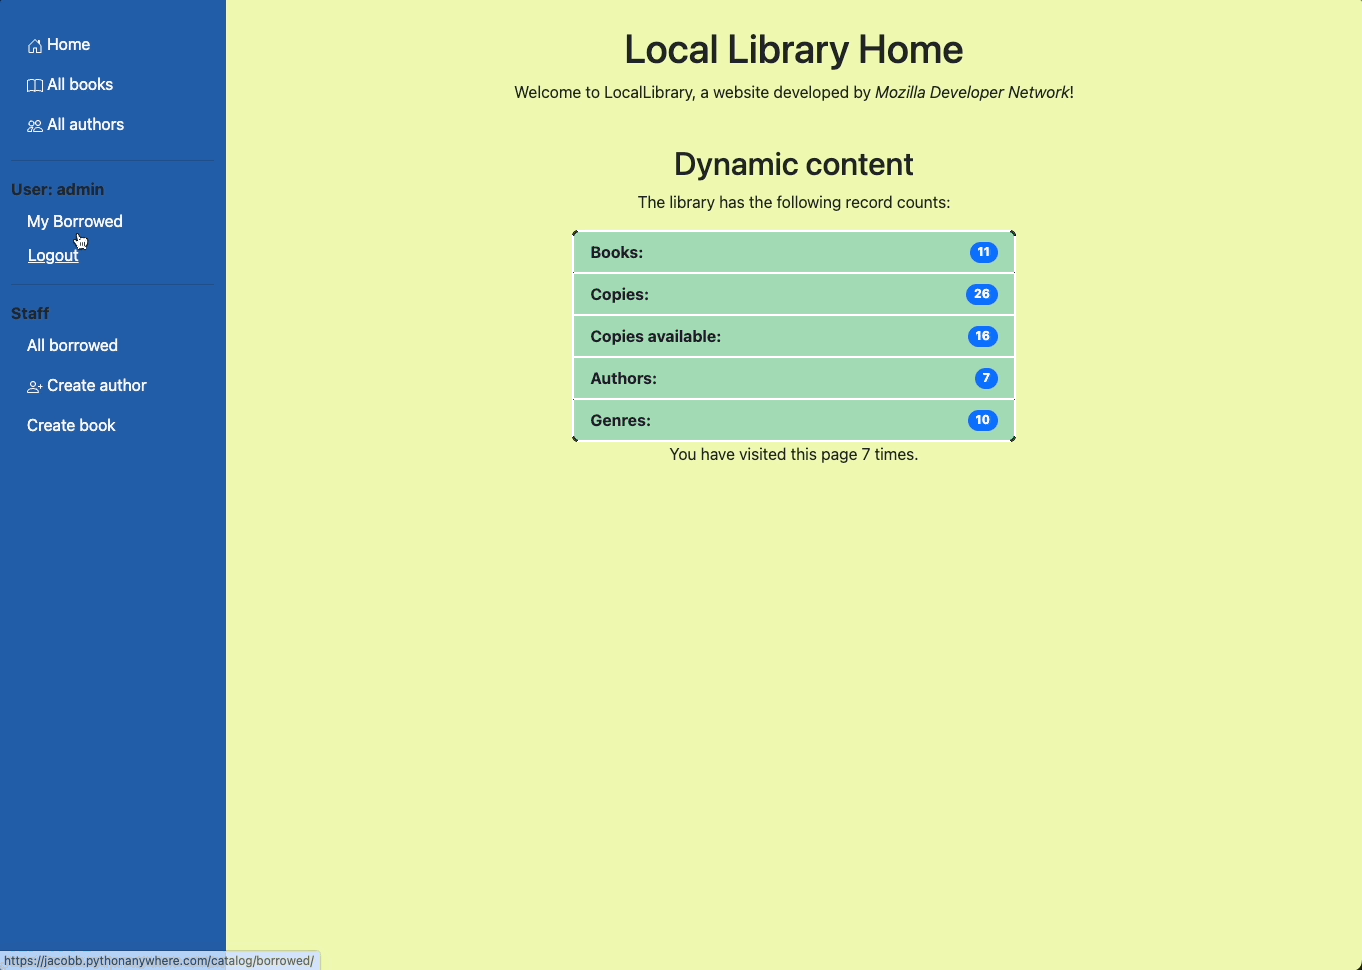 Home
All books
All authors
User: admin
My Borrowed
Logout
Staff
All borrowed
Create author
Create book
Local Library Home
Welcome to LocalLibrary, a website developed by Mozilla Developer Network!
Dynamic content
The library has the following record counts:
Books: 11
Copies: 26
Copies available: 16
Authors: 7
Genres: 10
You have visited this page 7 times.
https://jacobb.pythonanywhere.com/catalog/borrowed/